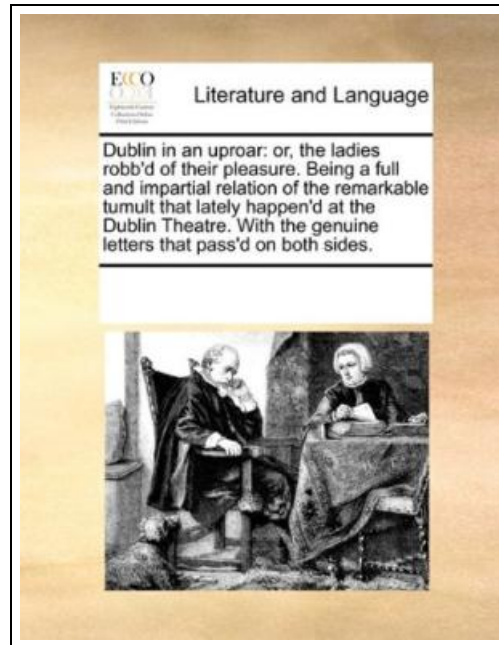 ECCO
Literature and Language
Dublin in an uproar: or, the ladies
robb'd of their pleasure. Being a full
and impartial relation of the remarkable
tumult that lately happen'd at the
Dublin Theatre. With the genuine
letters that pass'd on both sides.